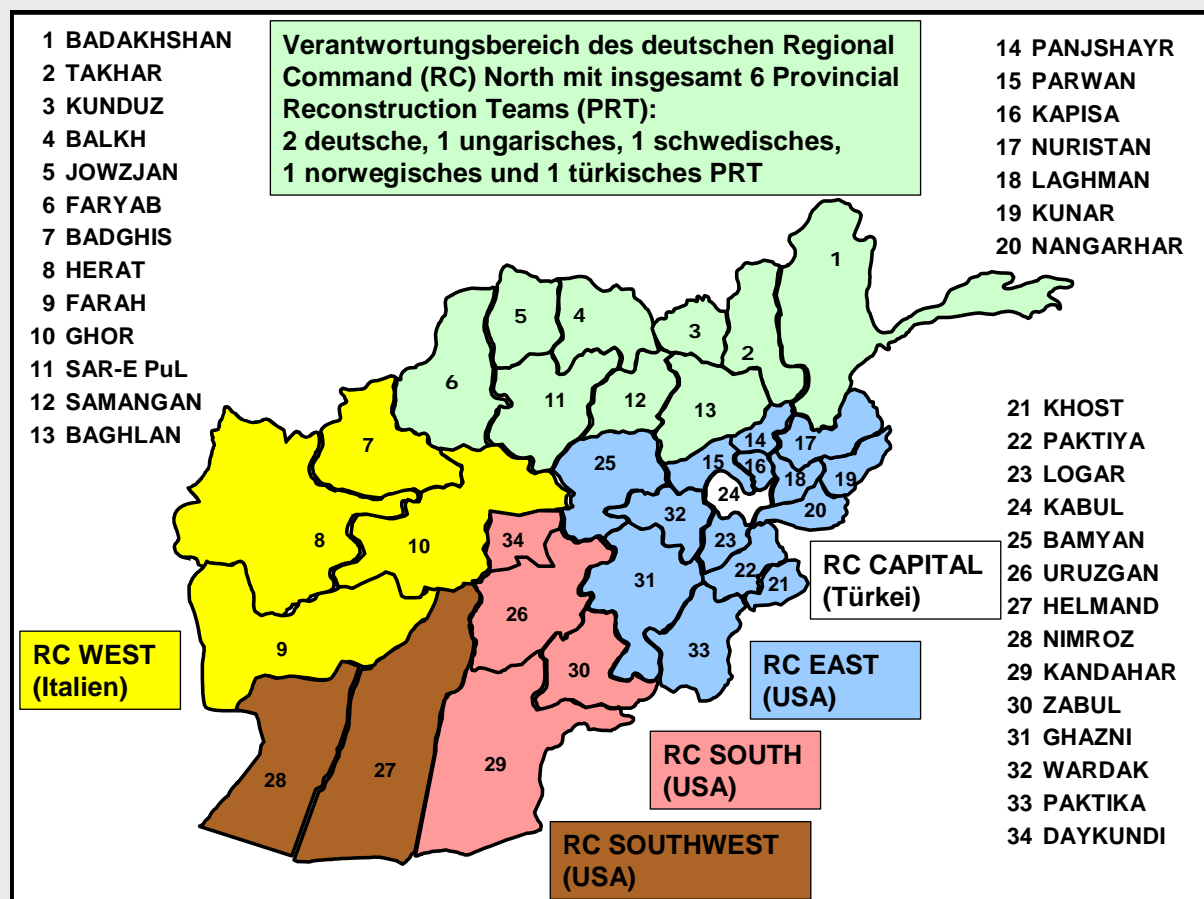 1 BADAKHSHAN
2 TAKHAR
3 KUNDUZ
4 BALKH
5 JOWZJAN
6 FARYAB
7 BADGHIS
8 HERAT
9 FARAH
10 GHOR
11 SAR-E PuL
12 SAMANGAN
13 BAGHLAN
Verantwortungsbereich des deutschen Regional
Command (RC) North mit insgesamt 6 Provincial
Reconstruction Teams (PRT):
2 deutsche, 1 ungarisches, 1 schwedisches,
1 norwegisches und 1 türkisches PRT
14 PANJSHAYR
15 PARWAN
16 KAPISA
17 NURISTAN
18 LAGHMAN
19 KUNAR
20 NANGARHAR
1
5
4
3
2
6
11
12
13
7
25
14
17
15
16
18
19
24
20
32
8
10
34
23
22
21
31
26
9
33
30
28
27
29
RC CAPITAL
(Türkei)
RC WEST
(Italien)
RC EAST
(USA)
RC SOUTH
(USA)
RC SOUTHWEST
(USA)
21 KHOST
22 PAKTIYA
23 LOGAR
24 KABUL
25 BAMYAN
26 URUZGAN
27 HELMAND
28 NIMROZ
29 KANDAHAR
30 ZABUL
31 GHAZNI
32 WARDAK
33 PAKTIKA
34 DAYKUNDI